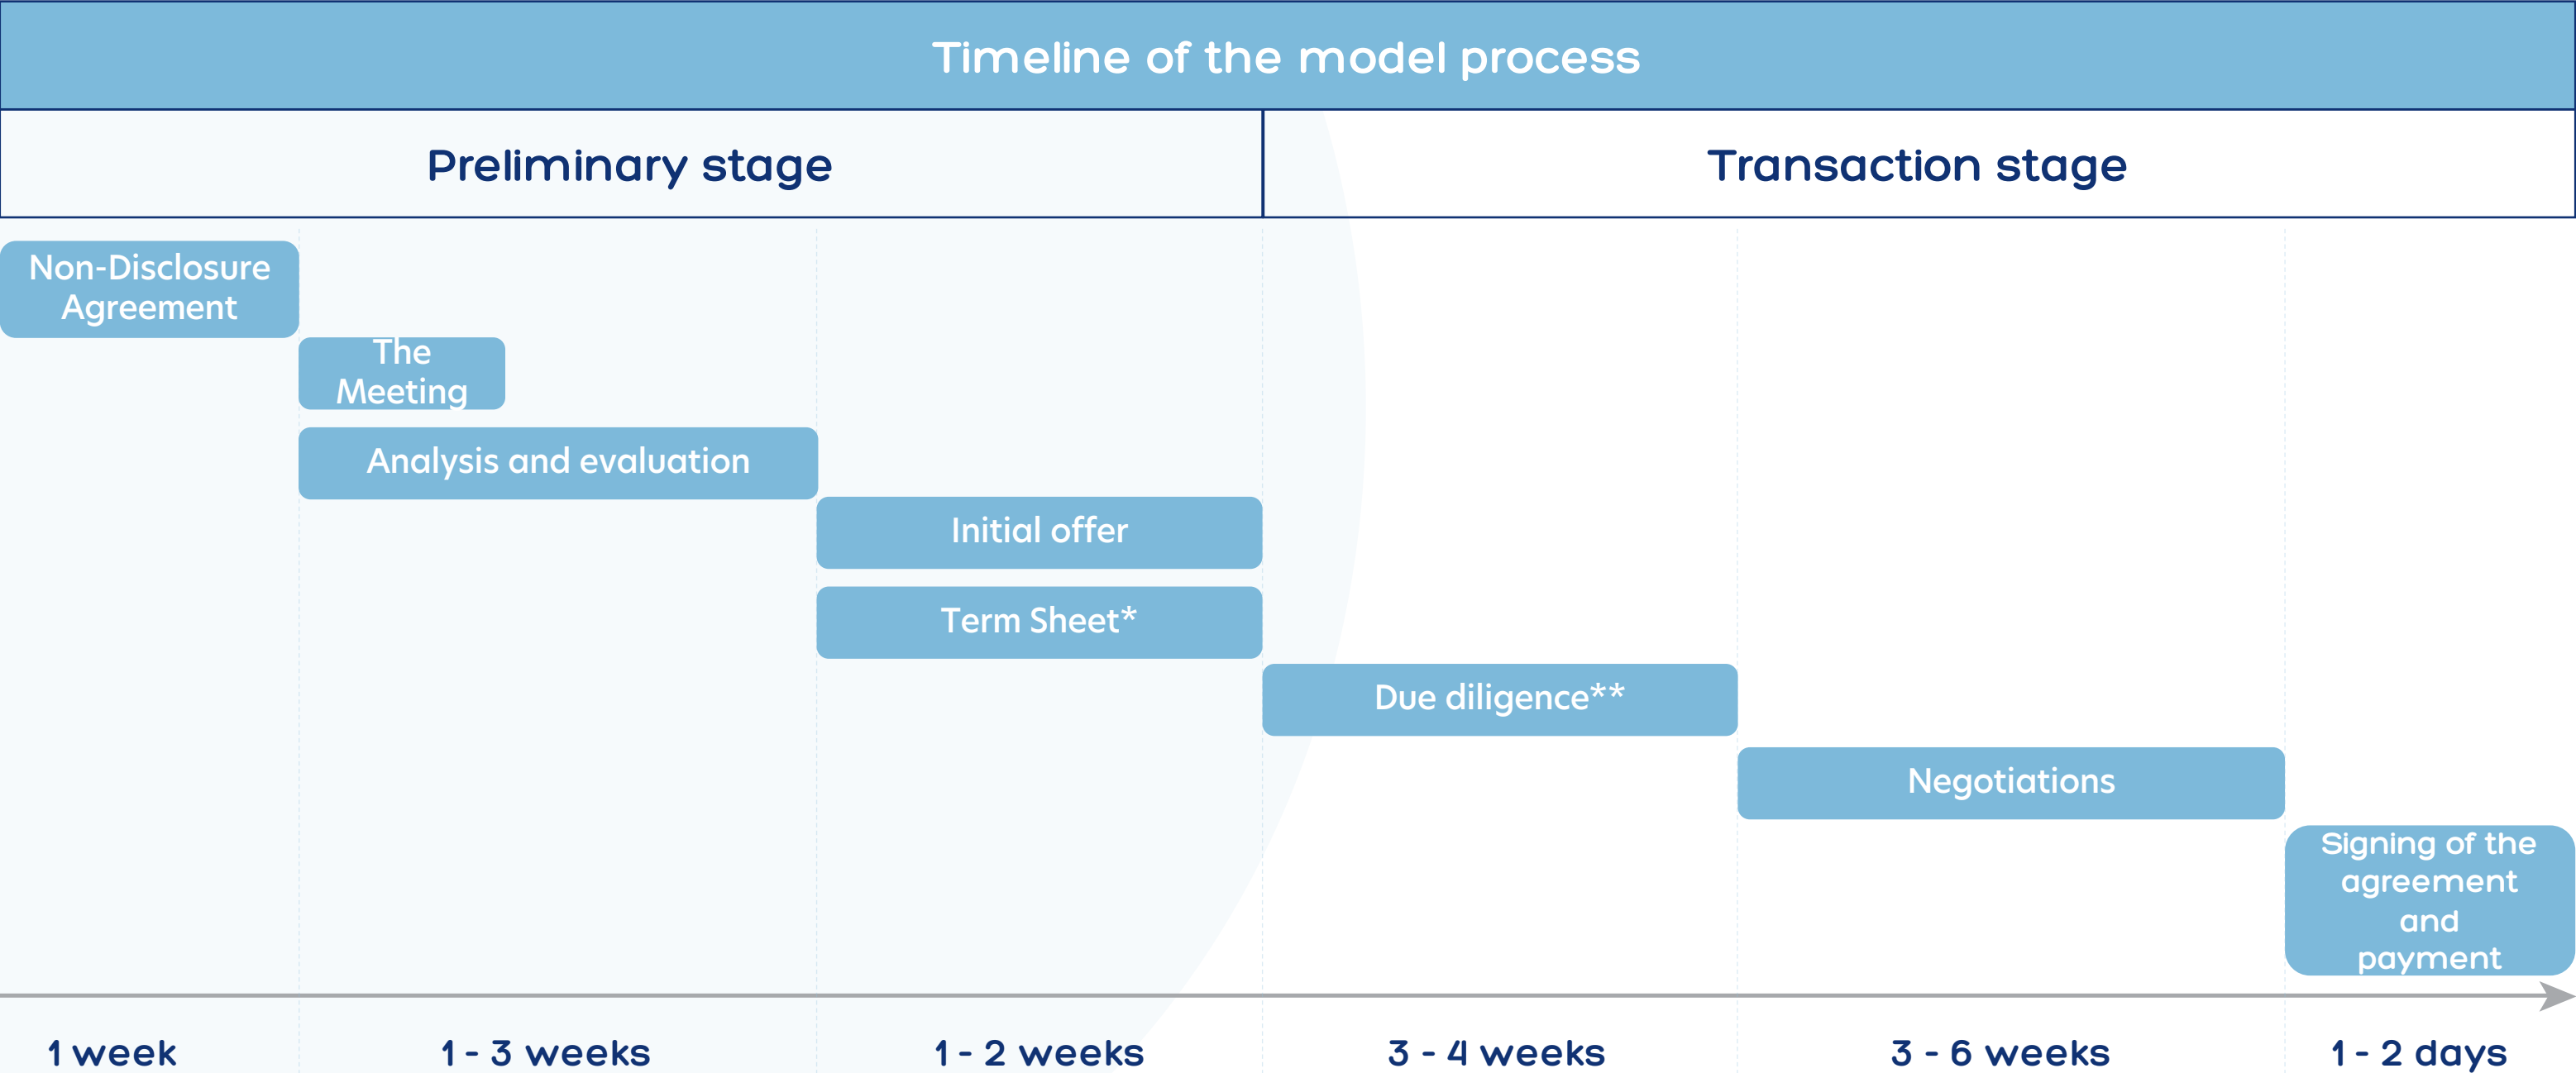 Timeline of the model process
Preliminary stage
Transaction stage
Non-Disclosure
Agreement
The
Meeting
Analysis and evaluation
Initial offer
Term Sheet*
Due diligence**
Negotiations
Signing of the
agreement
and
payment
1 week
1 - 3 weeks
1 - 2 weeks
3 - 4 weeks
3 - 6 weeks
1 - 2 days